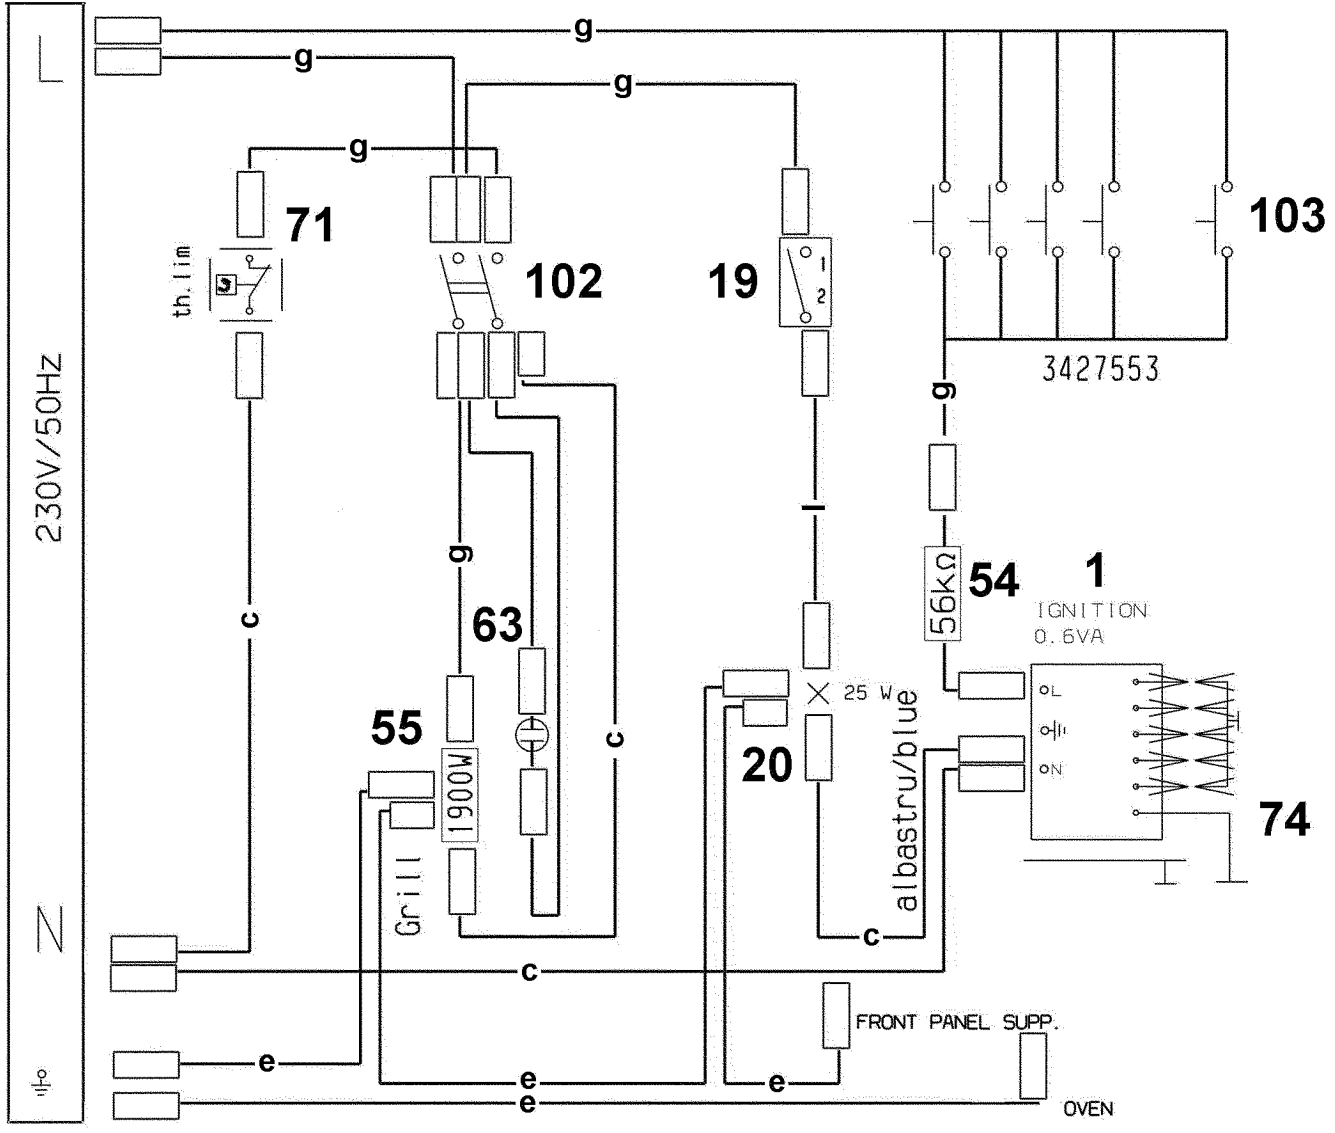 L
g
g
g
g
71
th.lim
102
19
1
2
103
3427553
230V/50Hz
g
l
g
c
63
56KΩ
54
1
IGNITION
0.6VA
55
1900W
Grill
c
25 W
20
albastru/blue
L
N
74
N
c
c
e
e
e
e
FRONT PANEL SUPP.
OVEN